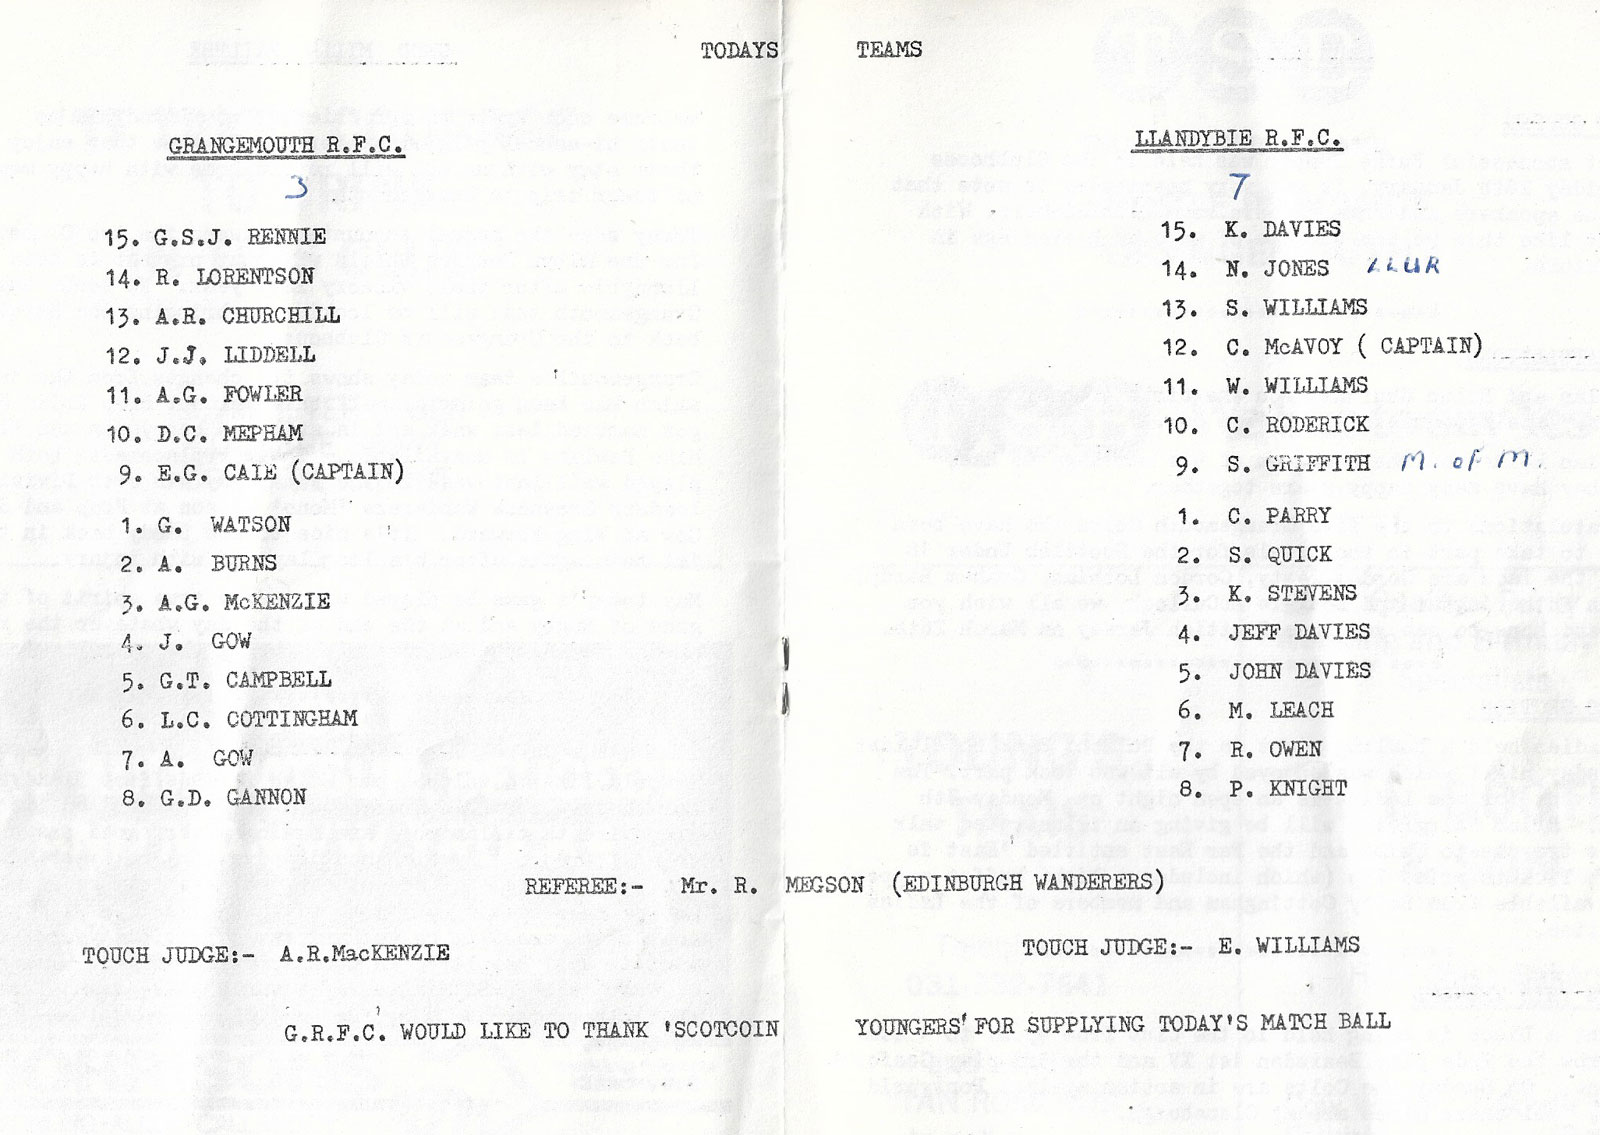 TODAYS TEAMS
GRANGEMOUTH R.F.C.
3
15. G.S.J. RENNIE
14. R. LORENTSON
13. A.R. CHURCHILL
12. J.J. LIDDELL
11. A.G. FOWLER
10. D.C. MEPHAM
9. E.G. CAIE (CAPTAIN)
1. G. WATSON
2. A. BURNS
3. A.G. McKENZIE
4. J. GOW
5. G.T. CAMPBELL
6. L.C. COTTINGHAM
7. A. GOW
8. G.D. GANNON
LLANDYBIE R.F.C.
7
15. K. DAVIES
14. N. JONES
13. S. WILLIAMS
12. C. McAVOY ( CAPTAIN)
11. W. WILLIAMS
10. C. RODERICK
9. S. GRIFFITH M. of M.
1. C. PARRY
2. S. QUICK
3. K. STEVENS
4. JEFF DAVIES
5. JOHN DAVIES
6. M. LEACH
7. R. OWEN
8. P. KNIGHT
REFEREE:- Mr. R. MEGSON (EDINBURGH WANDERERS)
TOUCH JUDGE:- A.R.MacKENZIE
TOUCH JUDGE:- E. WILLIAMS
G.R.F.C. WOULD LIKE TO THANK 'SCOTCOIN YOUNGERS' FOR SUPPLYING TODAY'S MATCH BALL